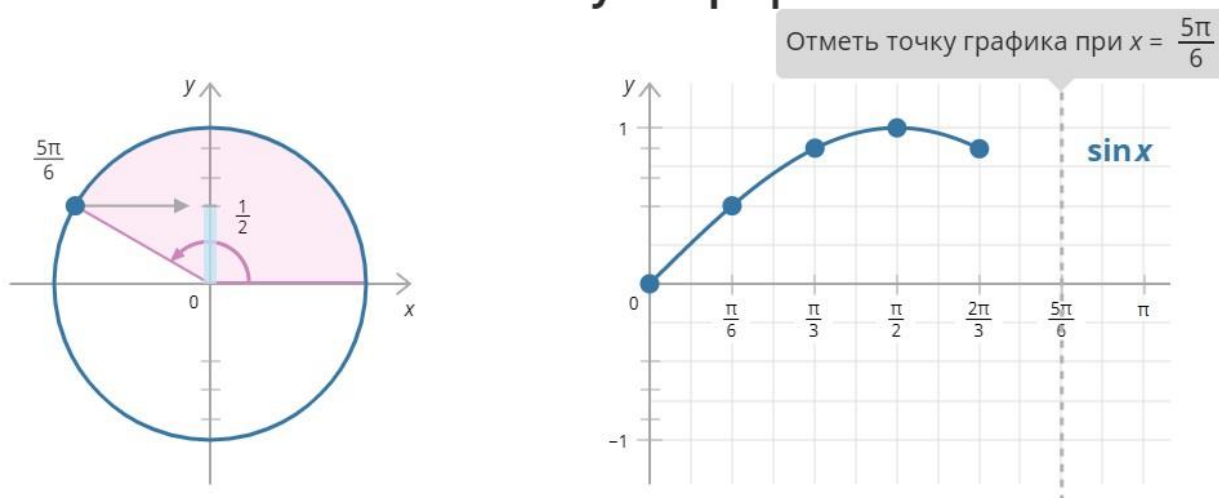 Отметь точку графика при x = 5π/6
y
5π/6
1/2
0
x
y
1
sin x
0
π/6
π/3
π/2
2π/3
5π/6
π
−1